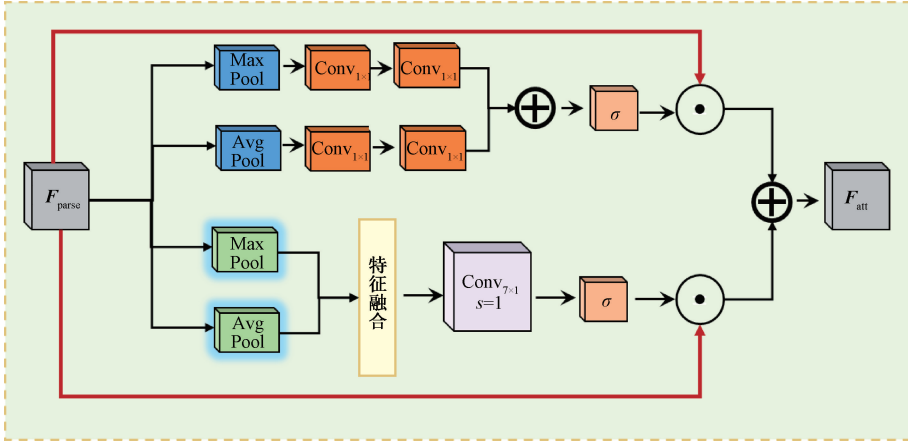 Max
Pool
Conv1×1
Conv1×1
σ
Avg
Pool
Conv1×1
Conv1×1
Fparse
Fatt
Max
Pool
特征融合
Conv7×1
s=1
σ
Avg
Pool